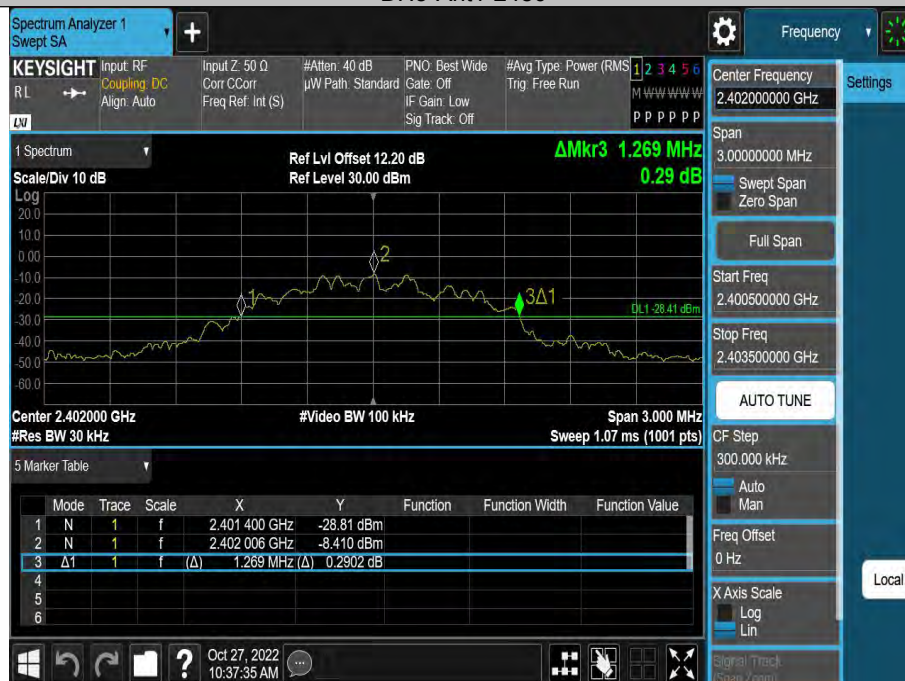 Spectrum Analyzer 1
Swept SA
+
Frequency
KEYSIGHT
RL
LXI
Input: RF
Coupling: DC
Align: Auto
Input Z: 50 Ω
Corr CCorr
Freq Ref: Int (S)
#Atten: 40 dB
µW Path: Standard
PNO: Best Wide
Gate: Off
IF Gain: Low
Sig Track: Off
#Avg Type: Power (RMS
Trig: Free Run
1 2 3 4 5 6
M W W W W W
P P P P P P
1 Spectrum
Scale/Div 10 dB
Ref Lvl Offset 12.20 dB
Ref Level 30.00 dBm
ΔMkr3 1.269 MHz
0.29 dB
Log
20.0
10.0
0.00
-10.0
-20.0
-30.0
-40.0
-50.0
-60.0
1
2
3Δ1
DL1 -28.41 dBm
Center 2.402000 GHz
#Video BW 100 kHz
Span 3.000 MHz
#Res BW 30 kHz
Sweep 1.07 ms (1001 pts)
5 Marker Table
Mode Trace Scale X Y Function Function Width Function Value
1 N 1 f 2.401 400 GHz -28.81 dBm
2 N 1 f 2.402 006 GHz -8.410 dBm
3 Δ1 1 f (Δ) 1.269 MHz (Δ) 0.2902 dB
4
5
6
?
Oct 27, 2022
10:37:35 AM
Center Frequency
2.402000000 GHz
Settings
Span
3.00000000 MHz
Swept Span
Zero Span
Full Span
Start Freq
2.400500000 GHz
Stop Freq
2.403500000 GHz
AUTO TUNE
CF Step
300.000 kHz
Auto
Man
Freq Offset
0 Hz
Local
X Axis Scale
Log
Lin
Signal Track
(Span Zoom)